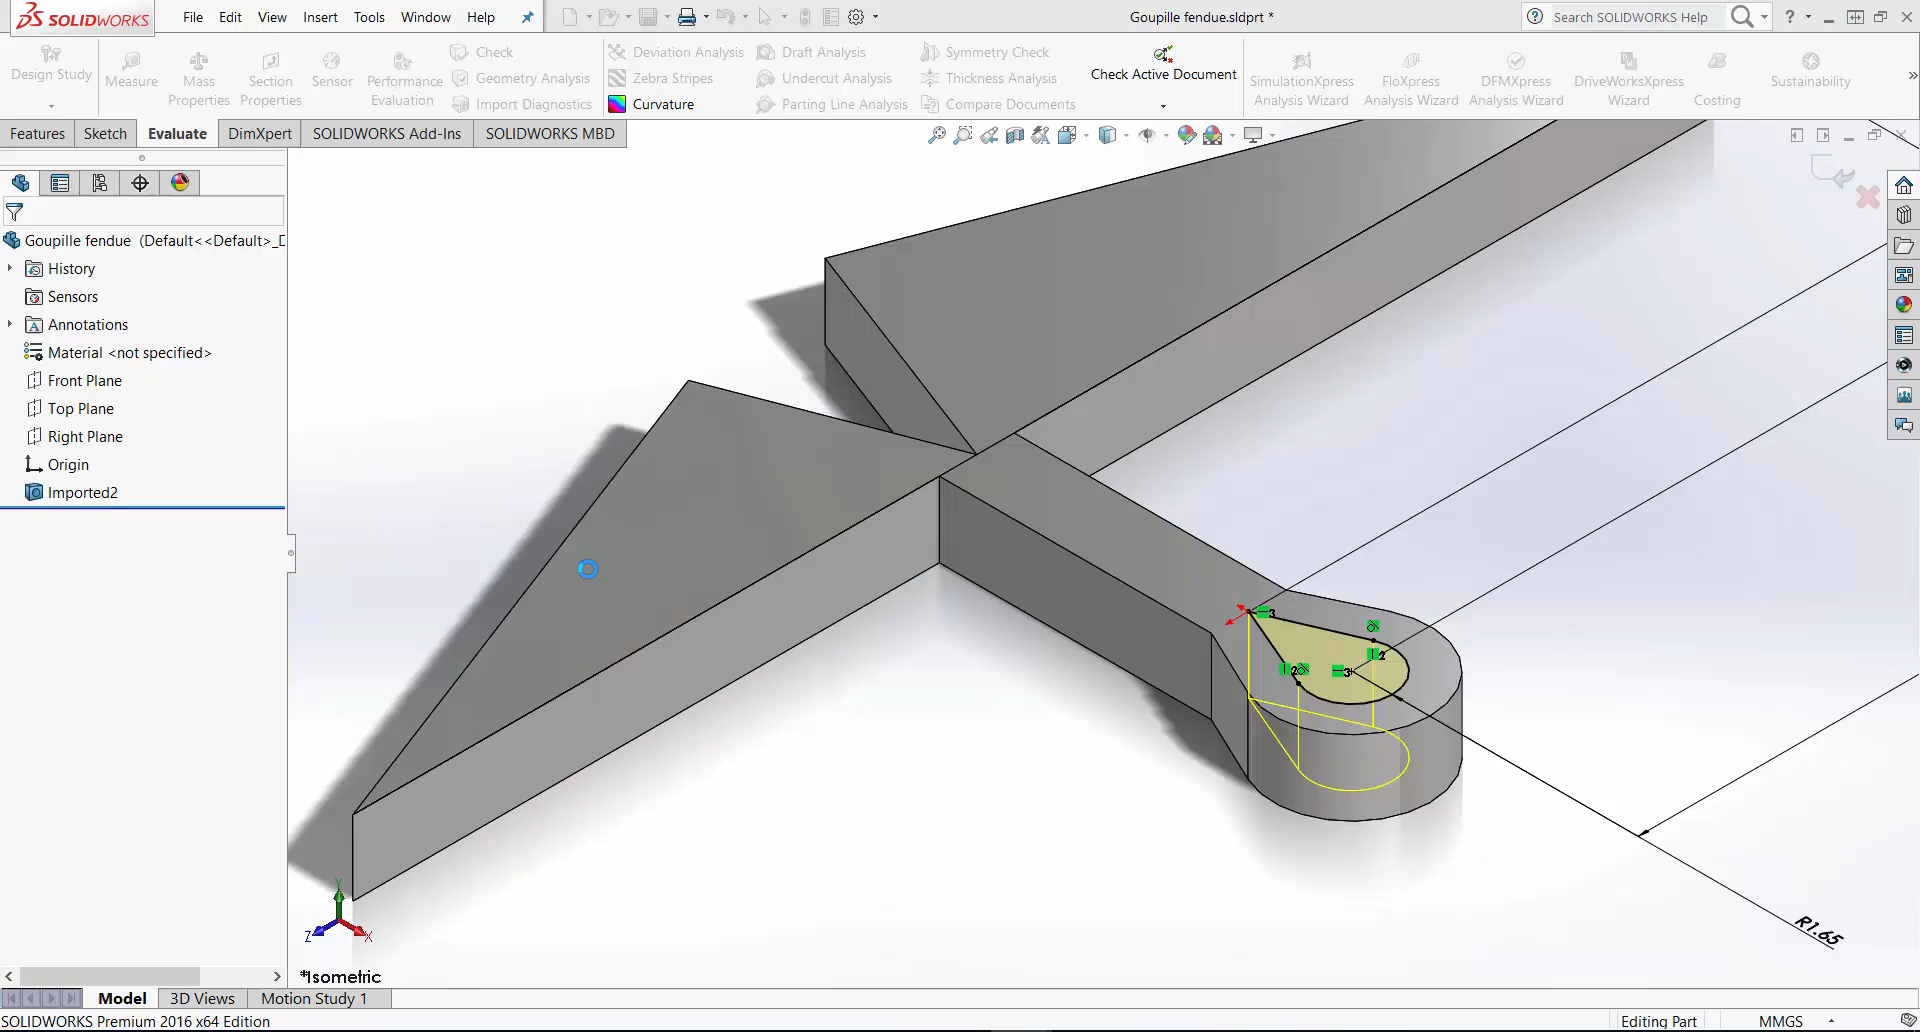 SOLIDWORKS File Edit View Insert Tools Window Help Goupille fendue.sldprt * Search SOLIDWORKS Help
Design Study
Measure
Mass Properties
Section Properties
Sensor
Performance Evaluation
Check
Geometry Analysis
Import Diagnostics
Deviation Analysis
Zebra Stripes
Curvature
Draft Analysis
Undercut Analysis
Parting Line Analysis
Symmetry Check
Thickness Analysis
Compare Documents
Check Active Document
SimulationXpress Analysis Wizard
FloXpress Analysis Wizard
DFMXpress Analysis Wizard
DriveWorksXpress Wizard
Costing
Sustainability
Features Sketch Evaluate DimXpert SOLIDWORKS Add-Ins SOLIDWORKS MBD
Goupille fendue (Default<<Default>_D
History
Sensors
Annotations
Material <not specified>
Front Plane
Top Plane
Right Plane
Origin
Imported2
3
2
2
3
R1.65
Y
Z X
*Isometric
Model 3D Views Motion Study 1
SOLIDWORKS Premium 2016 x64 Edition Editing Part MMGS